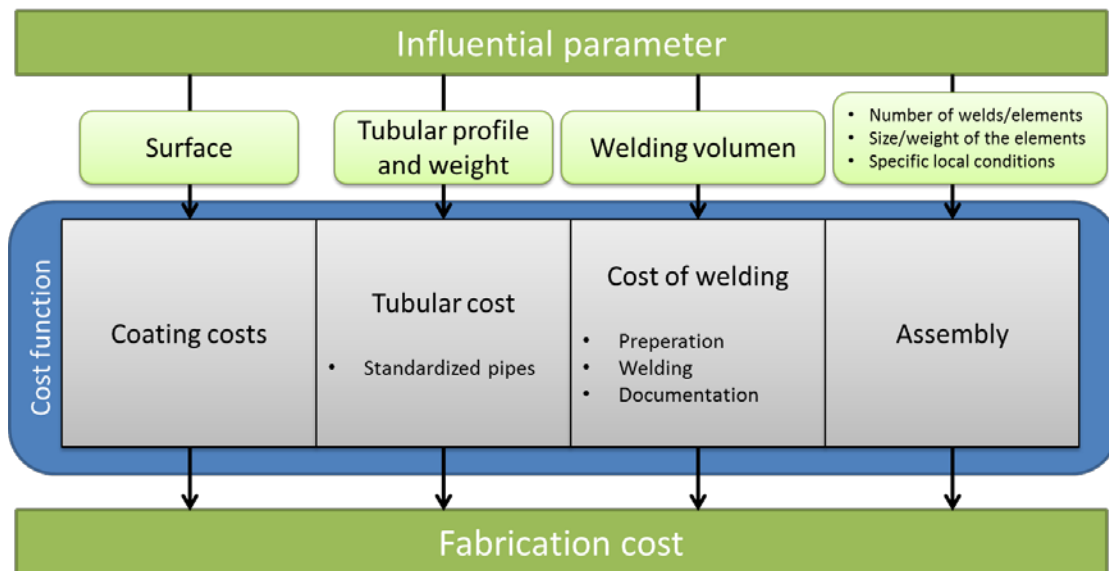 Influential parameter
Surface
Tubular profile
and weight
Welding volumen
• Number of welds/elements
• Size/weight of the elements
• Specific local conditions
Cost function
Coating costs
Tubular cost
• Standardized pipes
Cost of welding
• Preperation
• Welding
• Documentation
Assembly
Fabrication cost